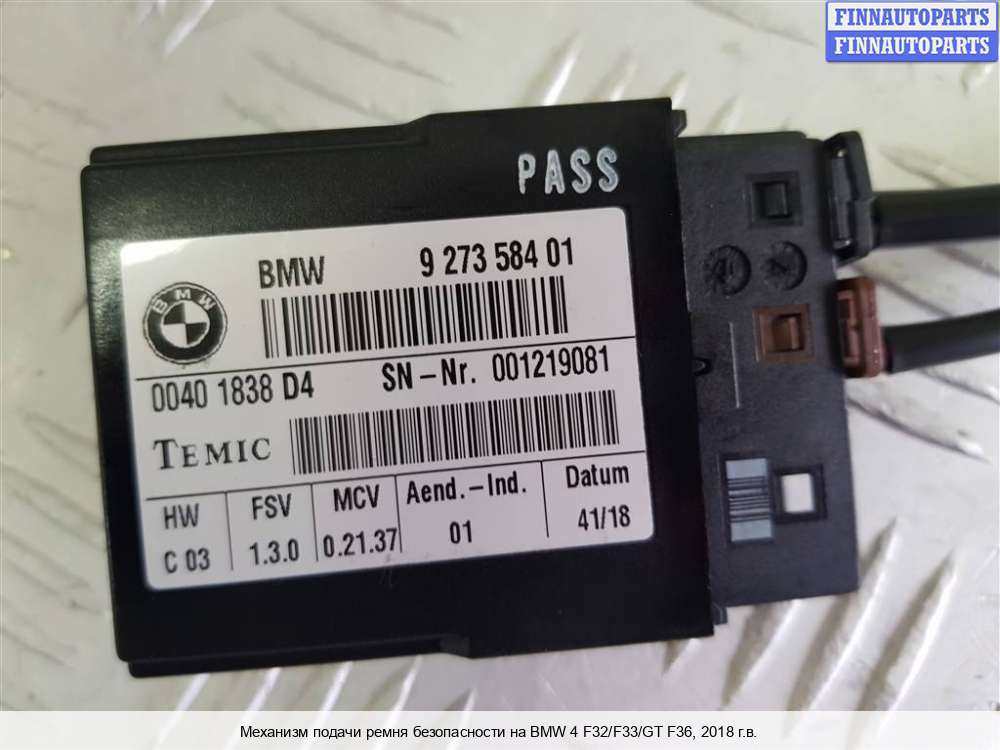 FINNAUTOPARTS
FINNAUTOPARTS
PASS
BMW 9 273 584 01
BMW
0040 1838 D4 SN-Nr. 001219081
TEMIC
HW FSV MCV Aend.-Ind. Datum
C 03 1.3.0 0.21.37 01 41/18
Механизм подачи ремня безопасности на BMW 4 F32/F33/GT F36, 2018 г.в.